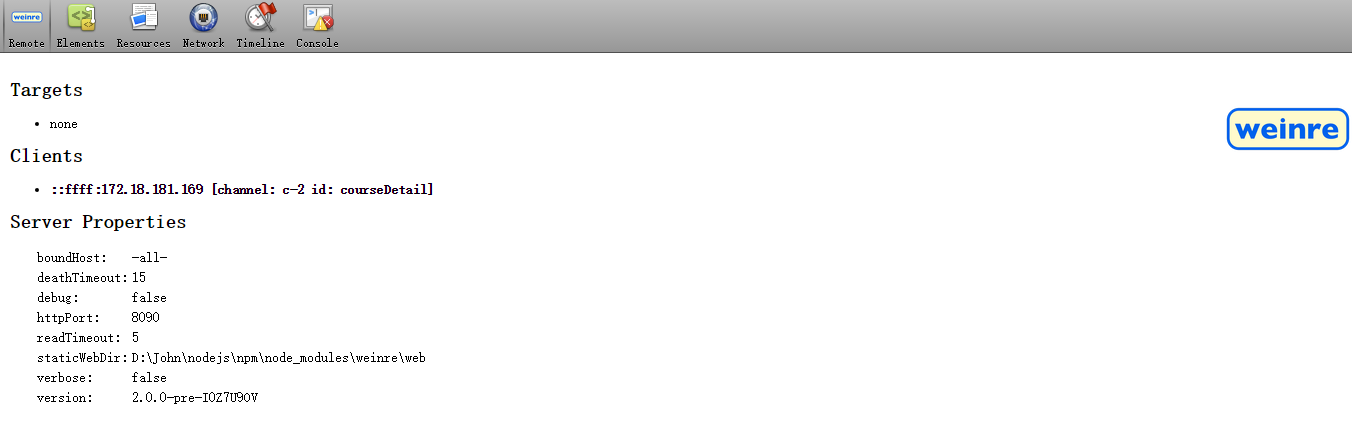 weinre
Remote Elements Resources Network Timeline Console
Targets
• none
weinre
Clients
• ::ffff:172.18.181.169 [channel: c-2 id: courseDetail]
Server Properties
boundHost: -all-
deathTimeout: 15
debug: false
httpPort: 8090
readTimeout: 5
staticWebDir: D:\John\nodejs\npm\node_modules\weinre\web
verbose: false
version: 2.0.0-pre-I0Z7U9OV